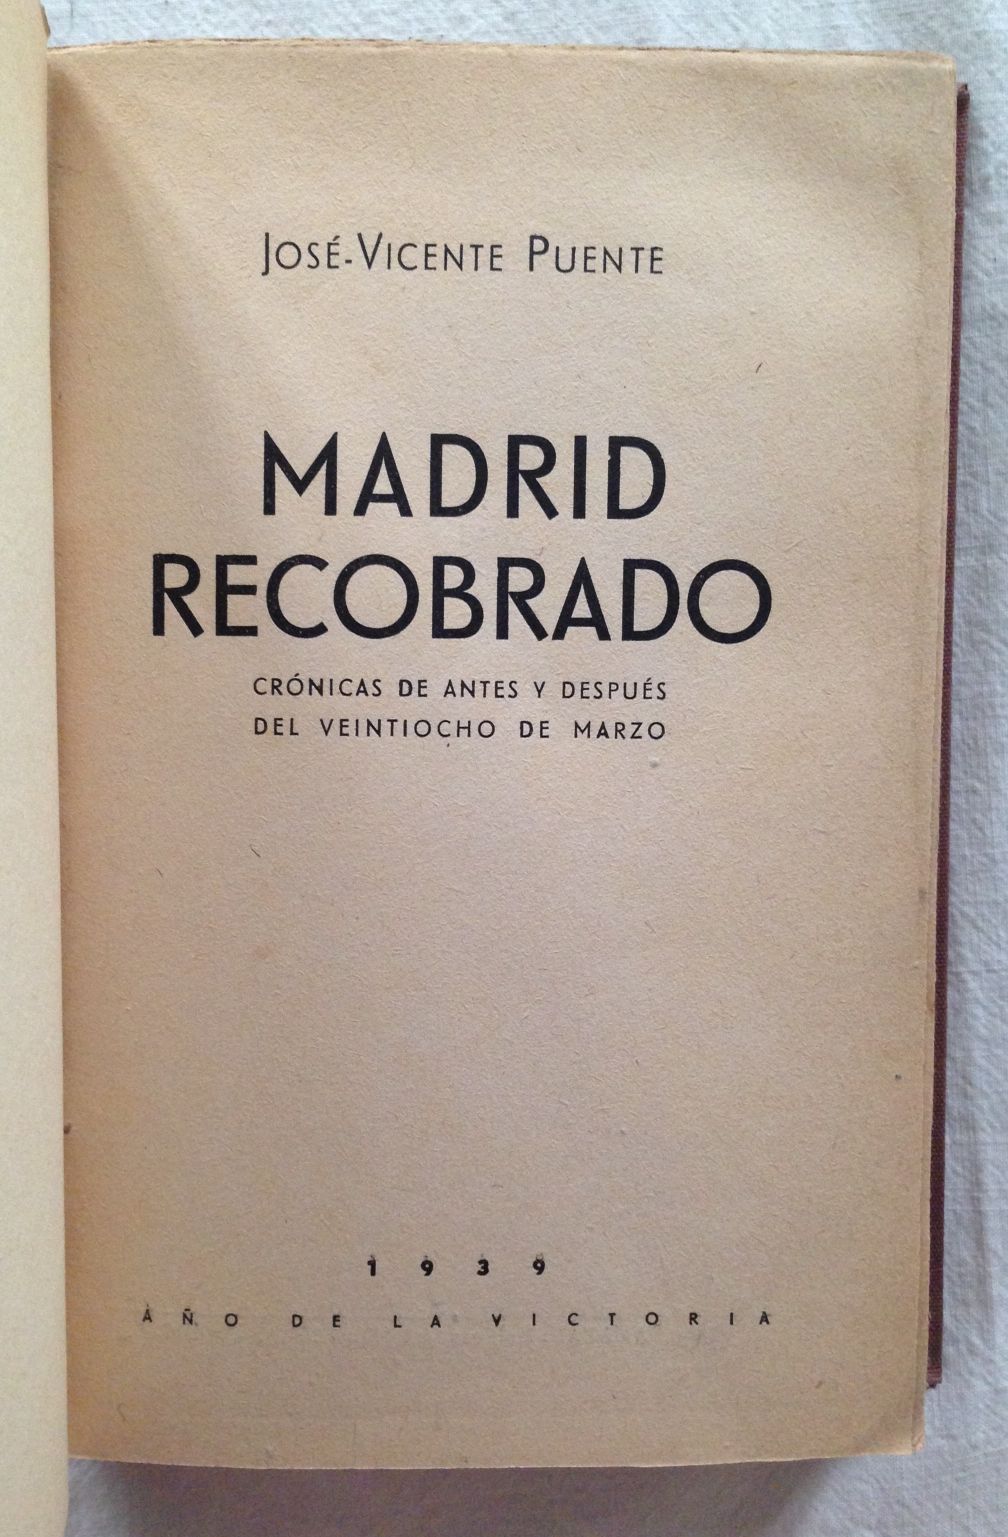 JOSÉ-VICENTE PUENTE
MADRID
RECOBRADO
CRÓNICAS DE ANTES Y DESPUÉS
DEL VEINTIOCHO DE MARZO
1939
AÑO DE LA VICTORIA